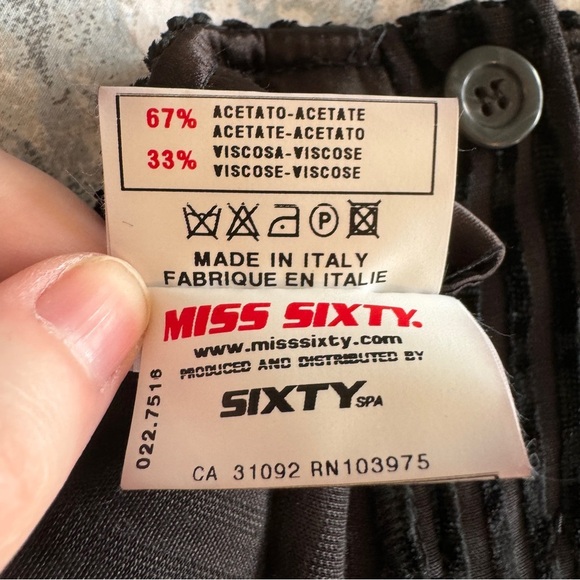 67% ACETATO-ACETATE
ACETATE-ACETATO
33% VISCOSA-VISCOSE
VISCOSE-VISCOSE
P
MADE IN ITALY
FABRIQUE EN ITALIE
MISS SIXTY.
www.misssixty.com
PRODUCED AND DISTRIBUTED BY
SIXTY SPA
022.7518
CA 31092 RN103975